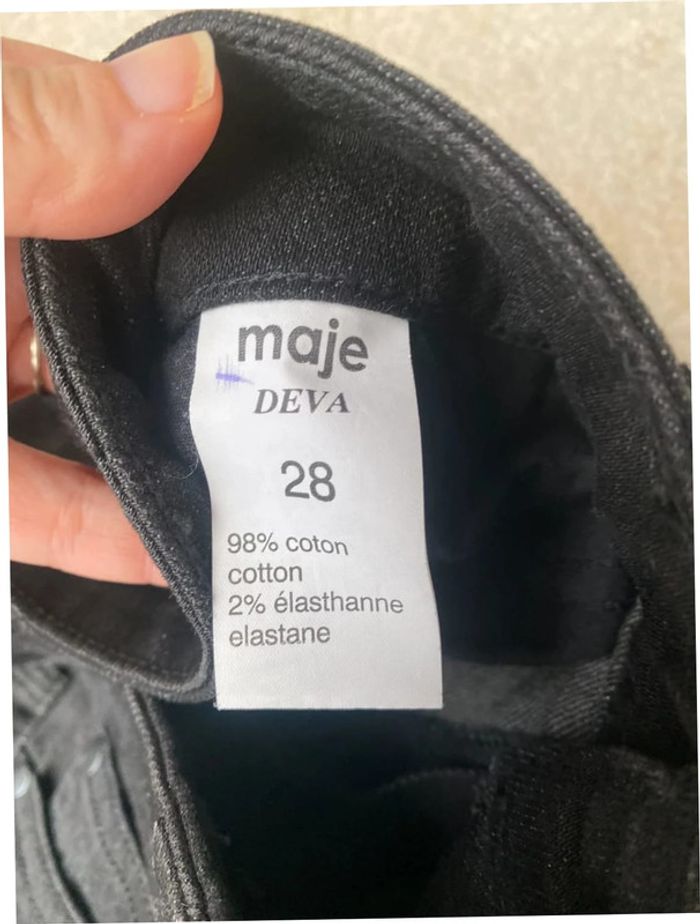 maje
DEVA
28
98% coton
cotton
2% élasthanne
elastane